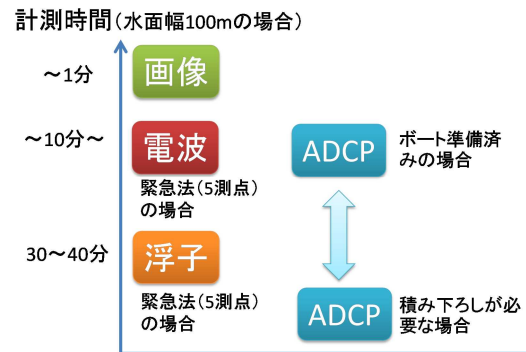 計測時間（水面幅100mの場合）
～1分
画像
～10分～
電波
ADCP
ボート準備済
みの場合
緊急法（5測点）
の場合
30～40分
浮子
緊急法（5測点）
の場合
ADCP
積み下ろしが必
要な場合